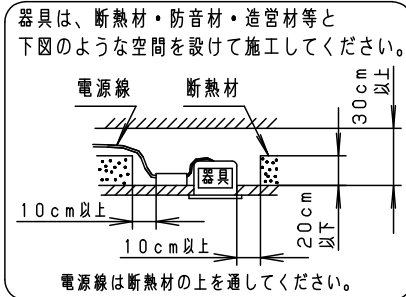 器具は、断熱材・防音材・造営材等と
下図のような空間を設けて施工してください。
電源線
断熱材
30cm以上
器具
10cm以上
20cm以下
10cm以上
電源線は断熱材の上を通してください。